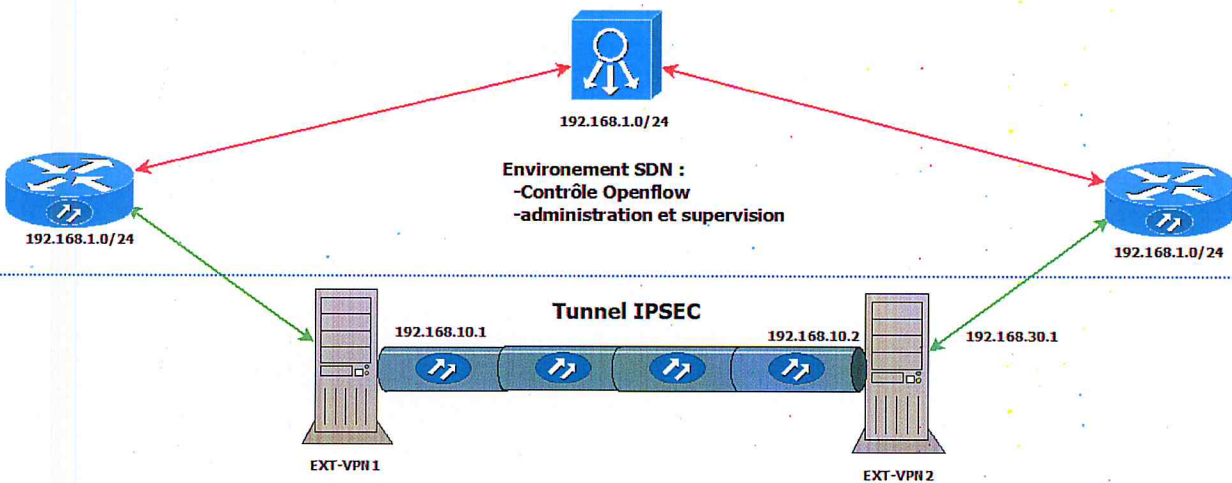 192.168.1.0/24
Environement SDN :
-Contrôle Openflow
-administration et supervision
192.168.1.0/24
192.168.1.0/24
Tunnel IPSEC
192.168.10.1
192.168.10.2
192.168.30.1
EXT-VPN1
EXT-VPN2